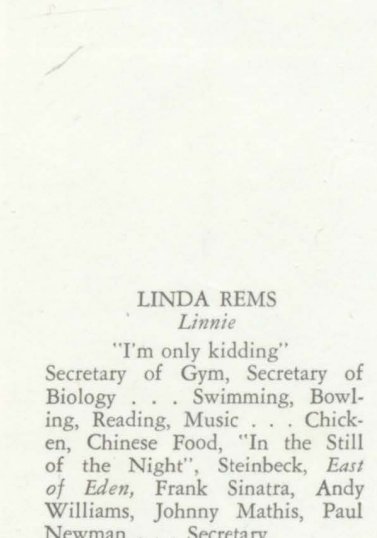 LINDA REMS
Linnie
"I'm only kidding"
Secretary of Gym, Secretary of
Biology . . . Swimming, Bowl-
ing, Reading, Music . . . Chick-
en, Chinese Food, "In the Still
of the Night", Steinbeck, East
of Eden, Frank Sinatra, Andy
Williams, Johnny Mathis, Paul
Newman . . . Secretary